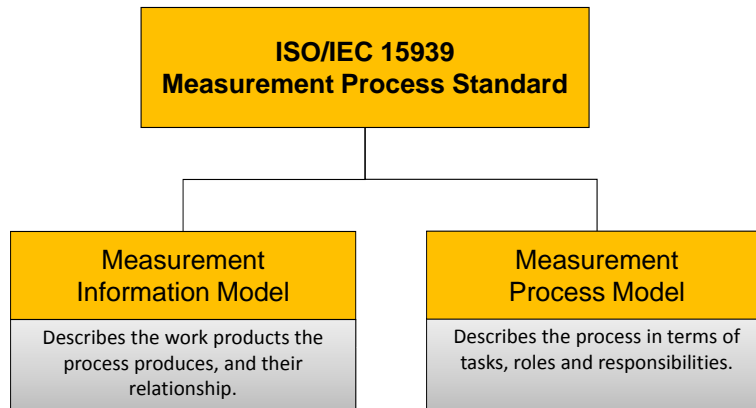 ISO/IEC 15939
Measurement Process Standard
Measurement
Information Model
Describes the work products the
process produces, and their
relationship.
Measurement
Process Model
Describes the process in terms of
tasks, roles and responsibilities.